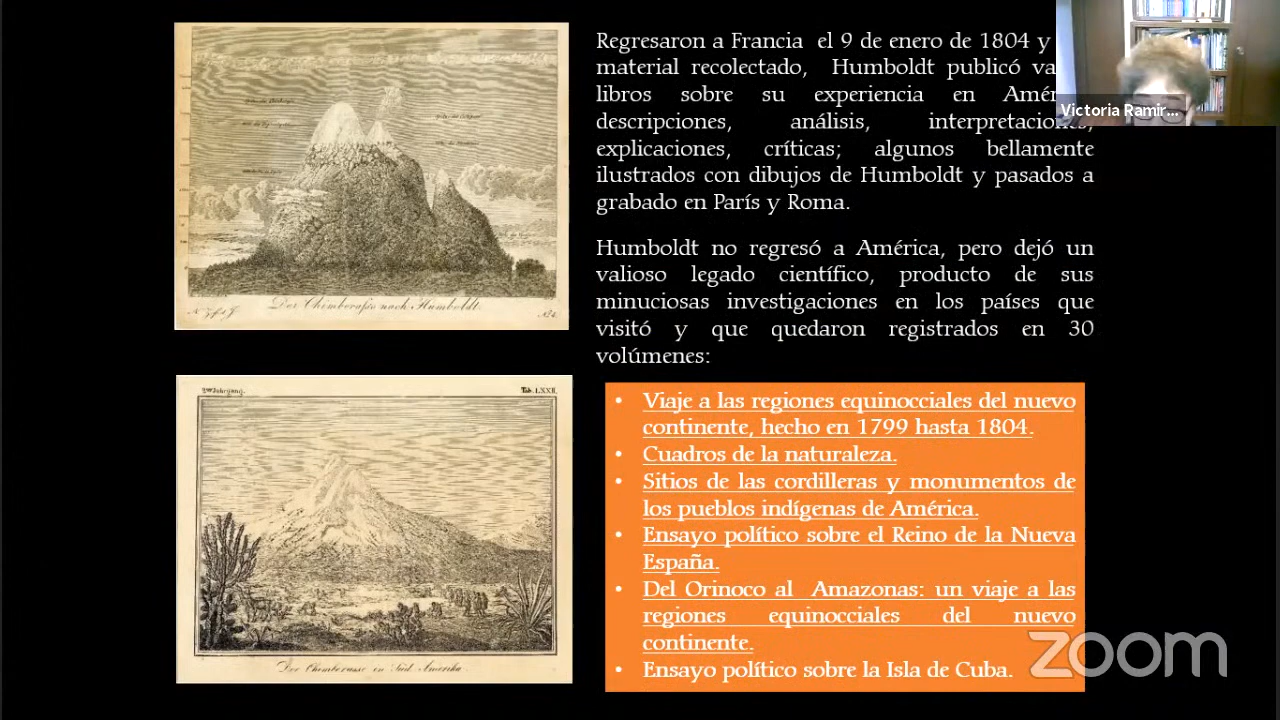 Regresaron a Francia el 9 de enero de 1804 y
material recolectado, Humboldt publicó
libros sobre su experiencia en
descripciones, análisis,
explicaciones, críticas; algunos bellamente
ilustrados con dibujos de Humboldt y pasados a
grabado en París y Roma.
Humboldt no regresó a América, pero dejó un
valioso legado científico, producto de sus
minuciosas investigaciones en los países que
visitó y que quedaron registrados en 30
volúmenes:
• Viaje a las regiones equinocciales del nuevo
continente, hecho en 1799 hasta 1804.
• Cuadros de la naturaleza.
• Sitios de las cordilleras y monumentos de
los pueblos indígenas de América.
• Ensayo político sobre el Reino de la Nueva
España.
• Del Orinoco al Amazonas: un viaje a las
regiones equinocciales del nuevo
continente.
• Ensayo político sobre la Isla de Cuba.
Victoria Ramir...
Der Chimborasso nach Humboldt.
Tab. LXXII.
Der Chimborasso in Süd Amerika.
zoom